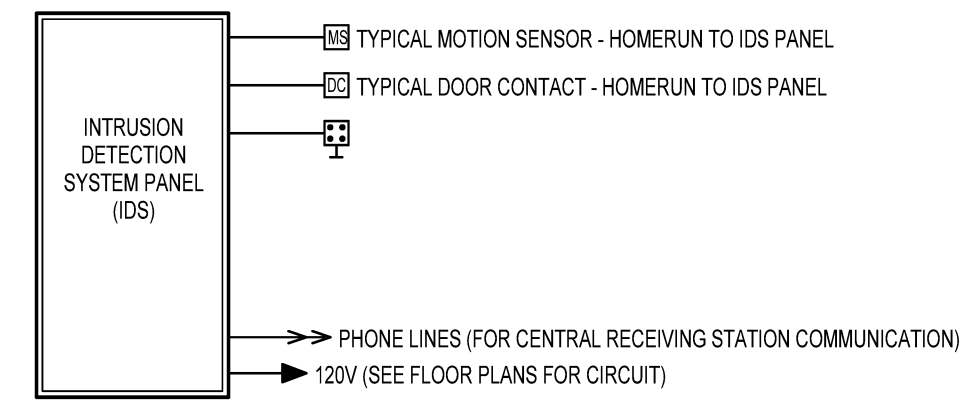 MS TYPICAL MOTION SENSOR - HOMERUN TO IDS PANEL
DC TYPICAL DOOR CONTACT - HOMERUN TO IDS PANEL
INTRUSION
DETECTION
SYSTEM PANEL
(IDS)
PHONE LINES (FOR CENTRAL RECEIVING STATION COMMUNICATION)
120V (SEE FLOOR PLANS FOR CIRCUIT)